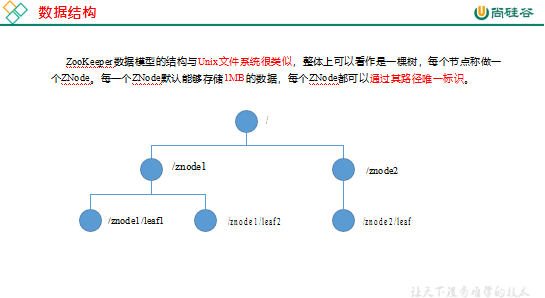 数据结构
尚硅谷
ZooKeeper数据模型的结构与Unix文件系统很类似，整体上可以看作是一棵树，每个节点称做一
个ZNode。每一个ZNode默认能够存储1MB的数据，每个ZNode都可以通过其路径唯一标识。
/
/znode1
/znode2
/znode1/leaf1
/znode1/leaf2
/znode2/leaf
让天下没有难学的技术